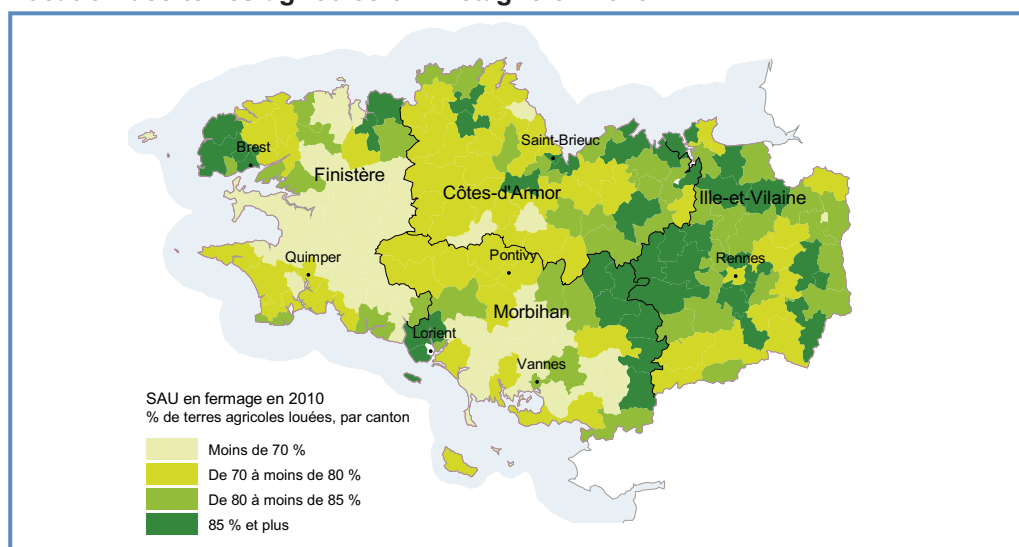 Brest
Finistère
Saint-Brieuc
Côtes-d'Armor
Ille-et-Vilaine
Quimper
Pontivy
Rennes
Morbihan
Lorient
Vannes
SAU en fermage en 2010
% de terres agricoles louées, par canton
Moins de 70 %
De 70 à moins de 80 %
De 80 à moins de 85 %
85 % et plus